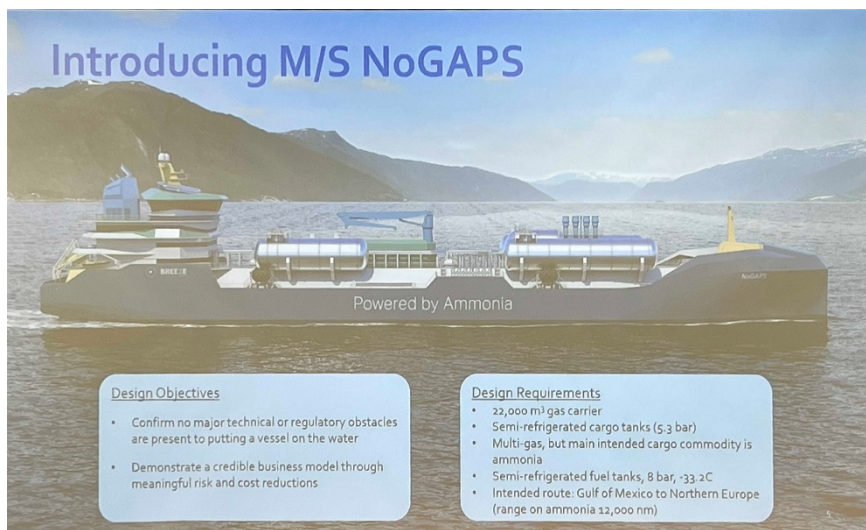 Introducing M/S NoGAPS
BREEZE
NoGAPS
Powered by Ammonia
Design Objectives
• Confirm no major technical or regulatory obstacles
are present to putting a vessel on the water
• Demonstrate a credible business model through
meaningful risk and cost reductions
Design Requirements
• 22,000 m³ gas carrier
• Semi-refrigerated cargo tanks (5.3 bar)
• Multi-gas, but main intended cargo commodity is
ammonia
• Semi-refrigerated fuel tanks, 8 bar, -33.2C
• Intended route: Gulf of Mexico to Northern Europe
(range on ammonia 12,000 nm)
5